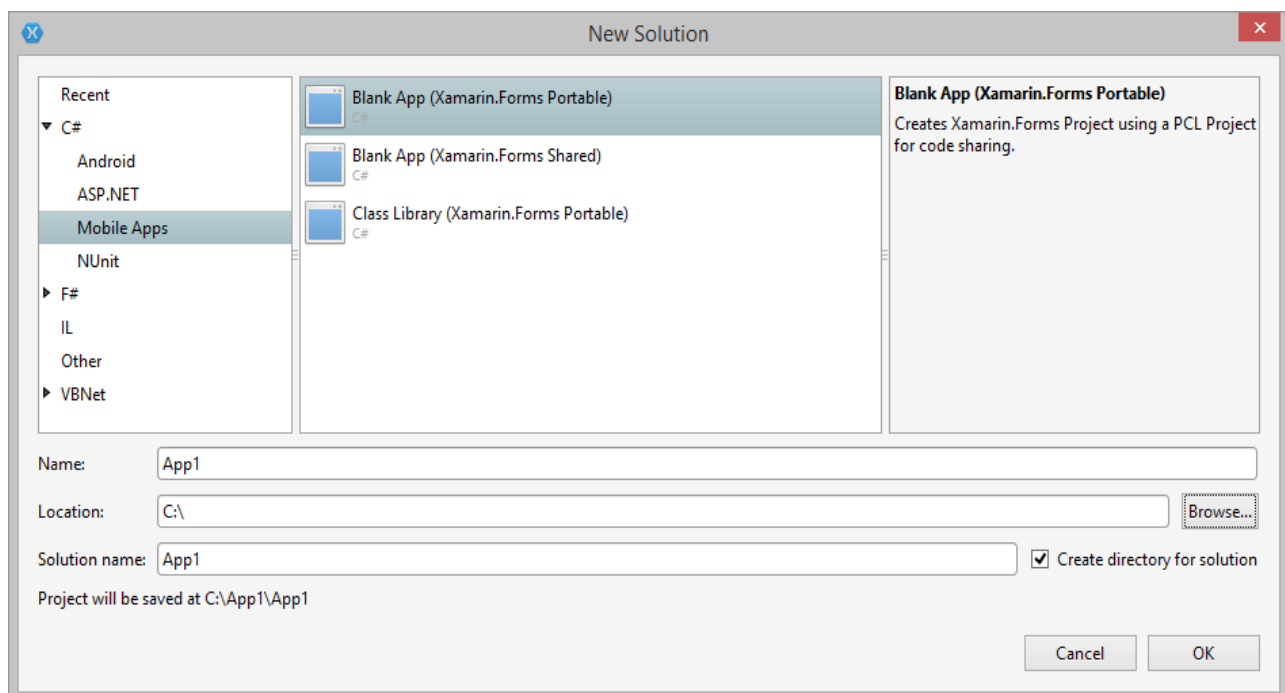 New Solution
Recent
C#
Android
ASP.NET
Mobile Apps
NUnit
F#
IL
Other
VBNet
Blank App (Xamarin.Forms Portable)
C#
Blank App (Xamarin.Forms Shared)
C#
Class Library (Xamarin.Forms Portable)
C#
Blank App (Xamarin.Forms Portable)
Creates Xamarin.Forms Project using a PCL Project
for code sharing.
Name: App1
Location: C:\ Browse...
Solution name: App1 Create directory for solution
Project will be saved at C:\App1\App1
Cancel OK